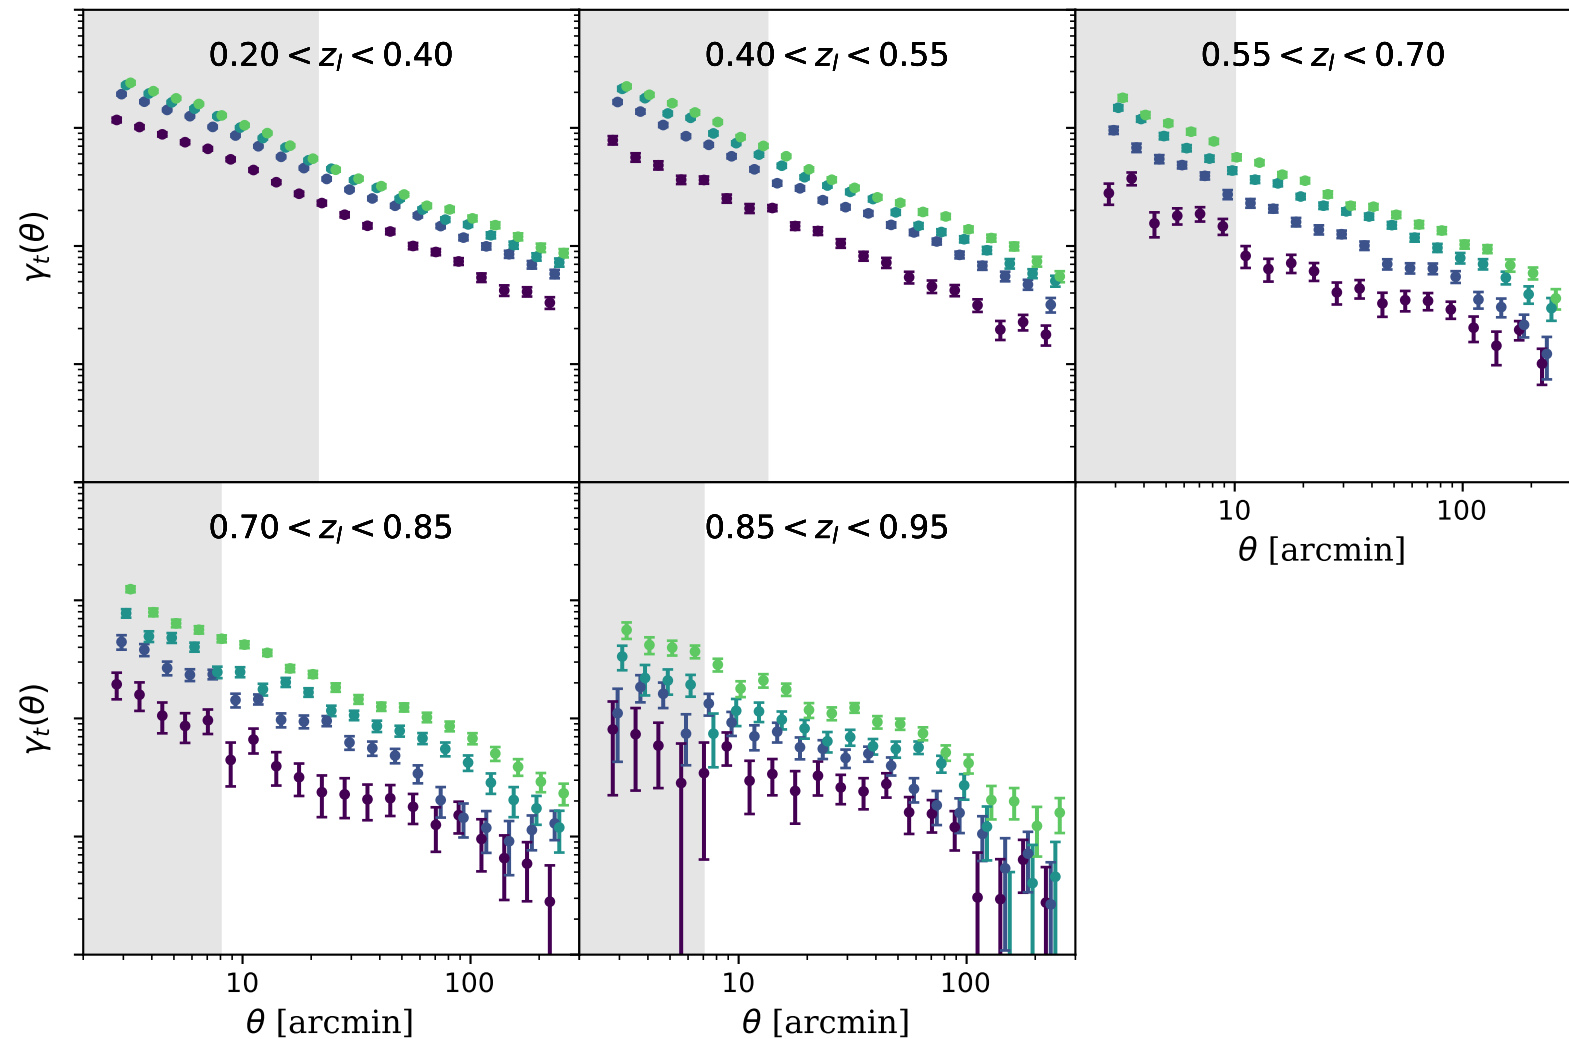 0.20 < z_l < 0.40
0.40 < z_l < 0.55
0.55 < z_l < 0.70
γ_t(θ)
10 100
θ [arcmin]
0.70 < z_l < 0.85
0.85 < z_l < 0.95
γ_t(θ)
10 100
10 100
θ [arcmin]
θ [arcmin]